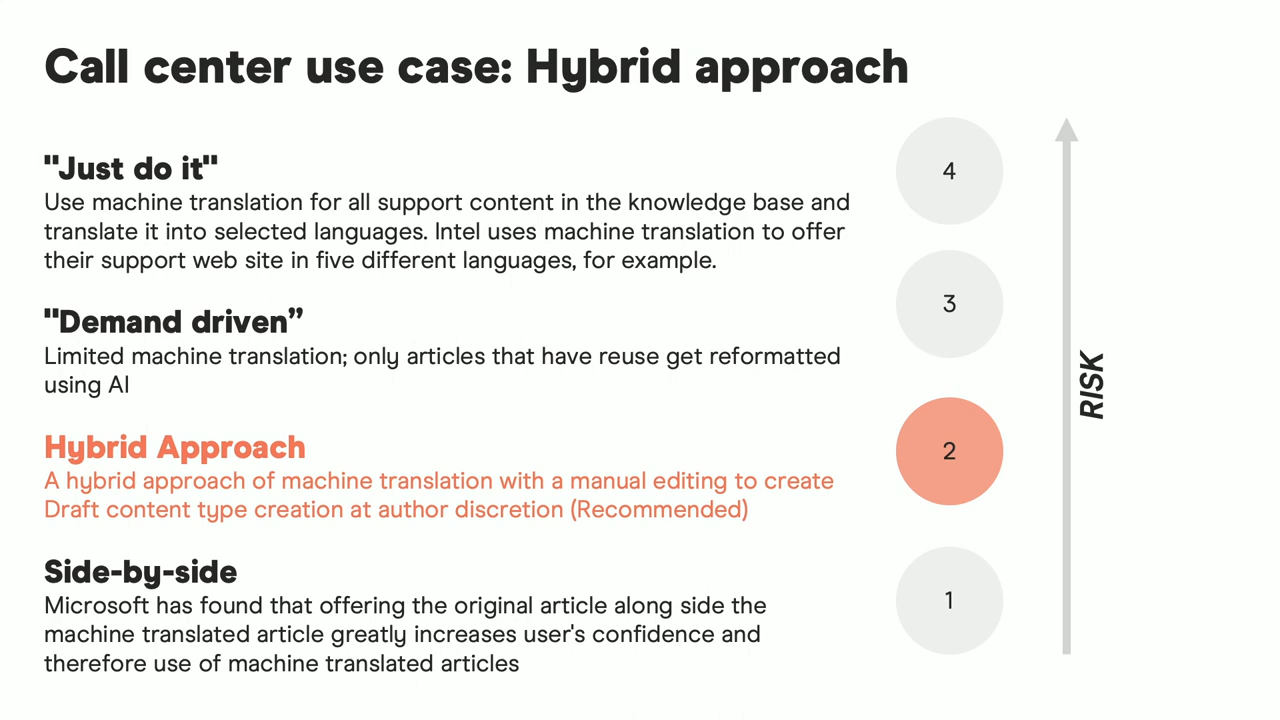 Call center use case: Hybrid approach
"Just do it"
Use machine translation for all support content in the knowledge base and
translate it into selected languages. Intel uses machine translation to offer
their support web site in five different languages, for example.
4
"Demand driven”
Limited machine translation; only articles that have reuse get reformatted
using AI
3
Hybrid Approach
A hybrid approach of machine translation with a manual editing to create
Draft content type creation at author discretion (Recommended)
2
Side-by-side
Microsoft has found that offering the original article along side the
machine translated article greatly increases user's confidence and
therefore use of machine translated articles
1
RISK